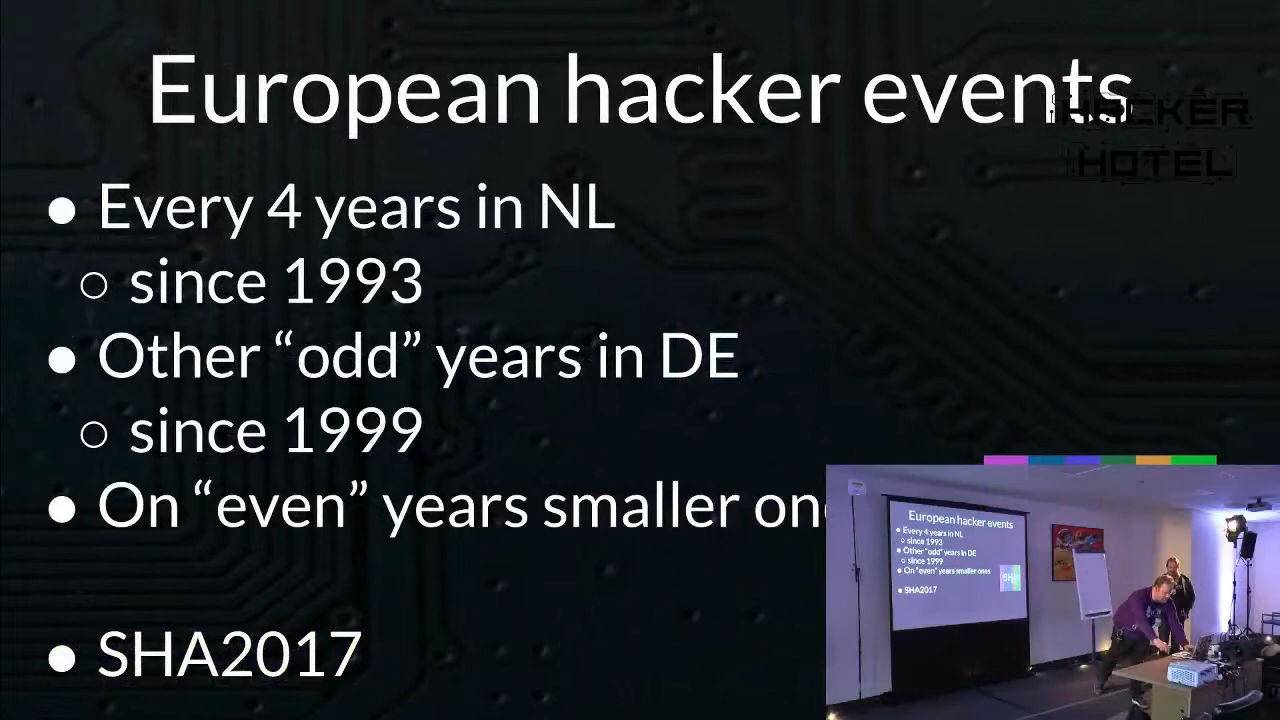 European hacker events
HACKER
HOTEL
● Every 4 years in NL
○ since 1993
● Other “odd” years in DE
○ since 1999
● On “even” years smaller on
● SHA2017
European hacker events
● Every 4 years in NL
○ since 1993
● Other “odd” years in DE
○ since 1999
● On “even” years smaller ones
● SHA2017
SHA